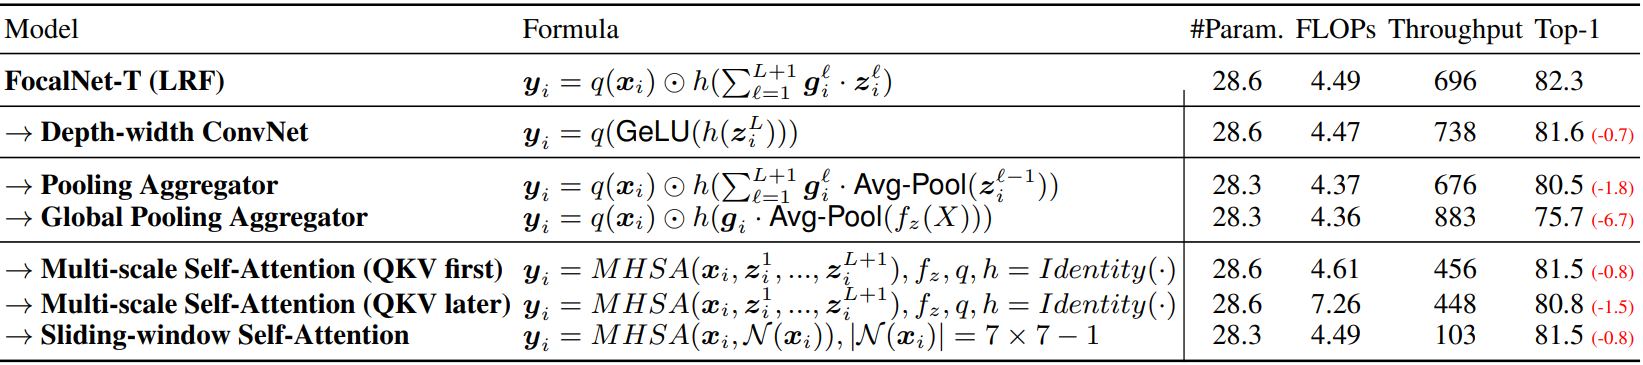 Model Formula #Param. FLOPs Throughput Top-1
FocalNet-T (LRF) y_i = q(x_i) ⊙ h(∑_{ℓ=1}^{L+1} g_i^ℓ · z_i^ℓ) 28.6 4.49 696 82.3
→ Depth-width ConvNet y_i = q(GeLU(h(z_i^L))) 28.6 4.47 738 81.6 (-0.7)
→ Pooling Aggregator y_i = q(x_i) ⊙ h(∑_{ℓ=1}^{L+1} g_i^ℓ · Avg-Pool(z_i^{ℓ-1})) 28.3 4.37 676 80.5 (-1.8)
→ Global Pooling Aggregator y_i = q(x_i) ⊙ h(g_i · Avg-Pool(f_z(X))) 28.3 4.36 883 75.7 (-6.7)
→ Multi-scale Self-Attention (QKV first) y_i = MHSA(x_i, z_i^1, ..., z_i^{L+1}), f_z, q, h = Identity(·) 28.6 4.61 456 81.5 (-0.8)
→ Multi-scale Self-Attention (QKV later) y_i = MHSA(x_i, z_i^1, ..., z_i^{L+1}), f_z, q, h = Identity(·) 28.6 7.26 448 80.8 (-1.5)
→ Sliding-window Self-Attention y_i = MHSA(x_i, N(x_i)), |N(x_i)| = 7 × 7 − 1 28.3 4.49 103 81.5 (-0.8)